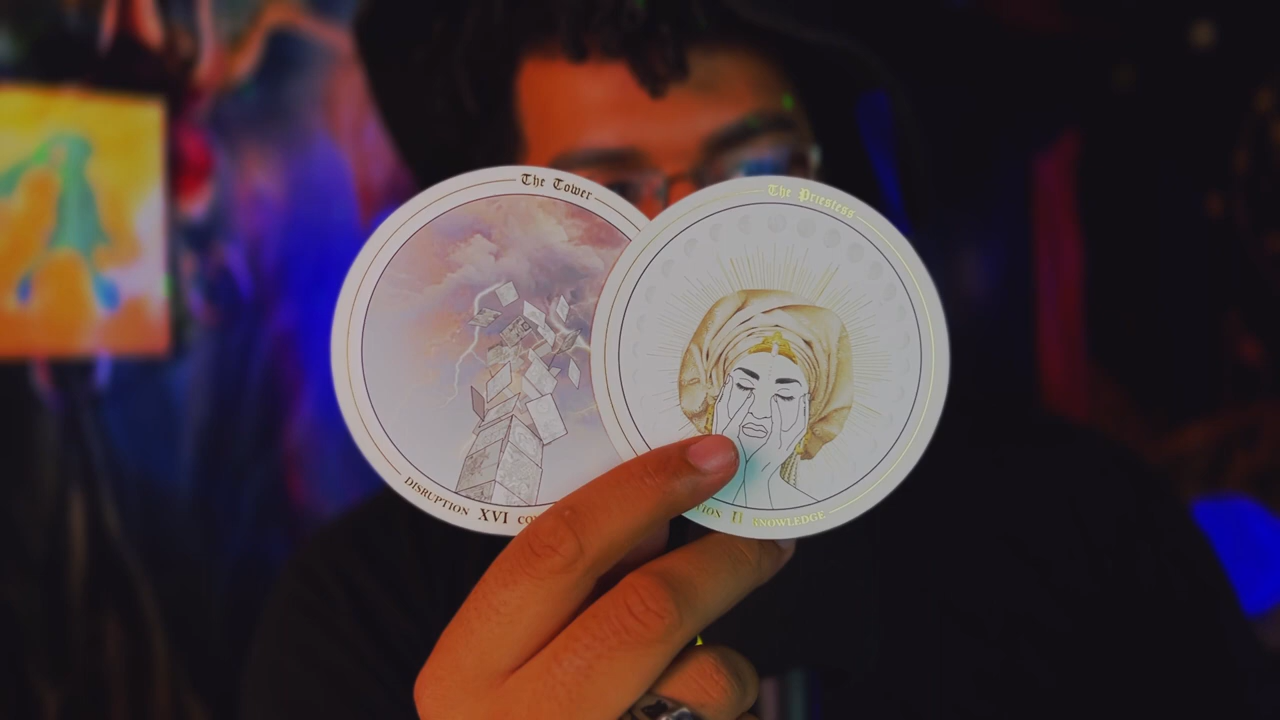 The Tower
DISRUPTION XVI
The Priestess
II KNOWLEDGE